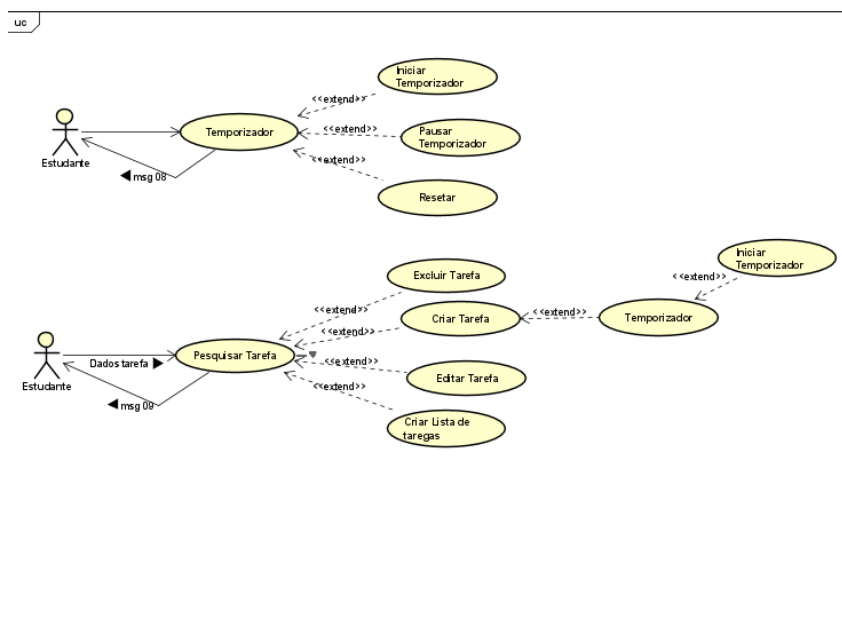 uc
Iniciar
Temporizador
<<extend>>
Temporizador
<<extend>>
Pausar
Temporizador
Estudante
msg 08
<<extend>>
Resetar
Iniciar
Temporizador
<<extend>>
Excluir Tarefa
<<extend>>
Criar Tarefa
<<extend>>
Temporizador
<<extend>>
Pesquisar Tarefa
Dados tarefa
Estudante
msg 09
<<extend>>
Editar Tarefa
<<extend>>
Criar Lista de
taregas